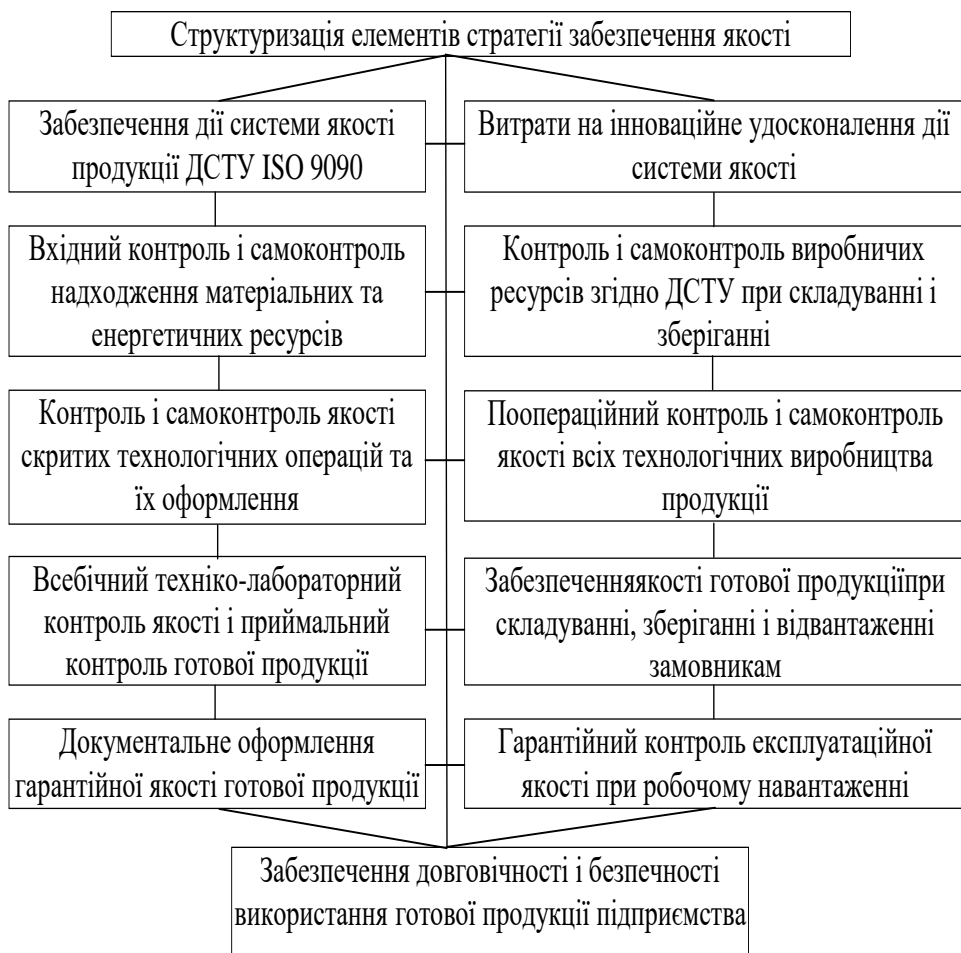 Структуризація елементів стратегії забезпечення якості
Забезпечення дії системи якості
продукції ДСТУ ISO 9090
Витрати на інноваційне удосконалення дії
системи якості
Вхідний контроль і самоконтроль
надходження матеріальних та
енергетичних ресурсів
Контроль і самоконтроль виробничих
ресурсів згідно ДСТУ при складуванні і
зберіганні
Контроль і самоконтроль якості
скритих технологічних операцій та
їх оформлення
Поопераційний контроль і самоконтроль
якості всіх технологічних виробництва
продукції
Всебічний техніко-лабораторний
контроль якості і приймальний
контроль готової продукції
Забезпеченняякості готової продукціїпри
складуванні, зберіганні і відвантаженні
замовникам
Документальне оформлення
гарантійної якості готової продукції
Гарантійний контроль експлуатаційної
якості при робочому навантаженні
Забезпечення довговічності і безпечності
використання готової продукції підприємства